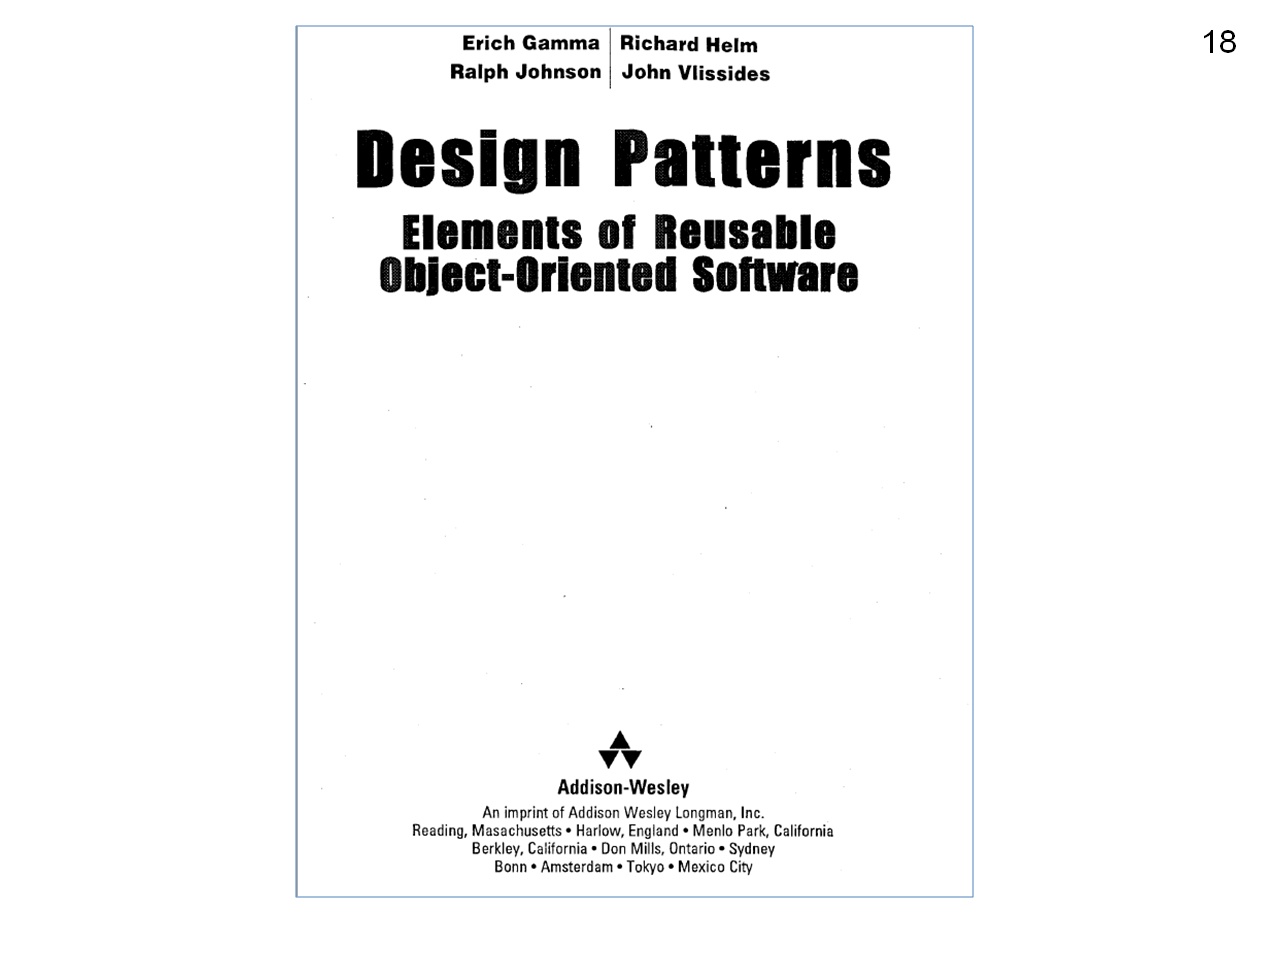 18
Erich Gamma Richard Helm
Ralph Johnson John Vlissides
Design Patterns
Elements of Reusable
Object-Oriented Software
Addison-Wesley
An imprint of Addison Wesley Longman, Inc.
Reading, Masachusetts • Harlow, England • Menlo Park, California
Berkley, California • Don Mills, Ontario • Sydney
Bonn • Amsterdam • Tokyo • Mexico City